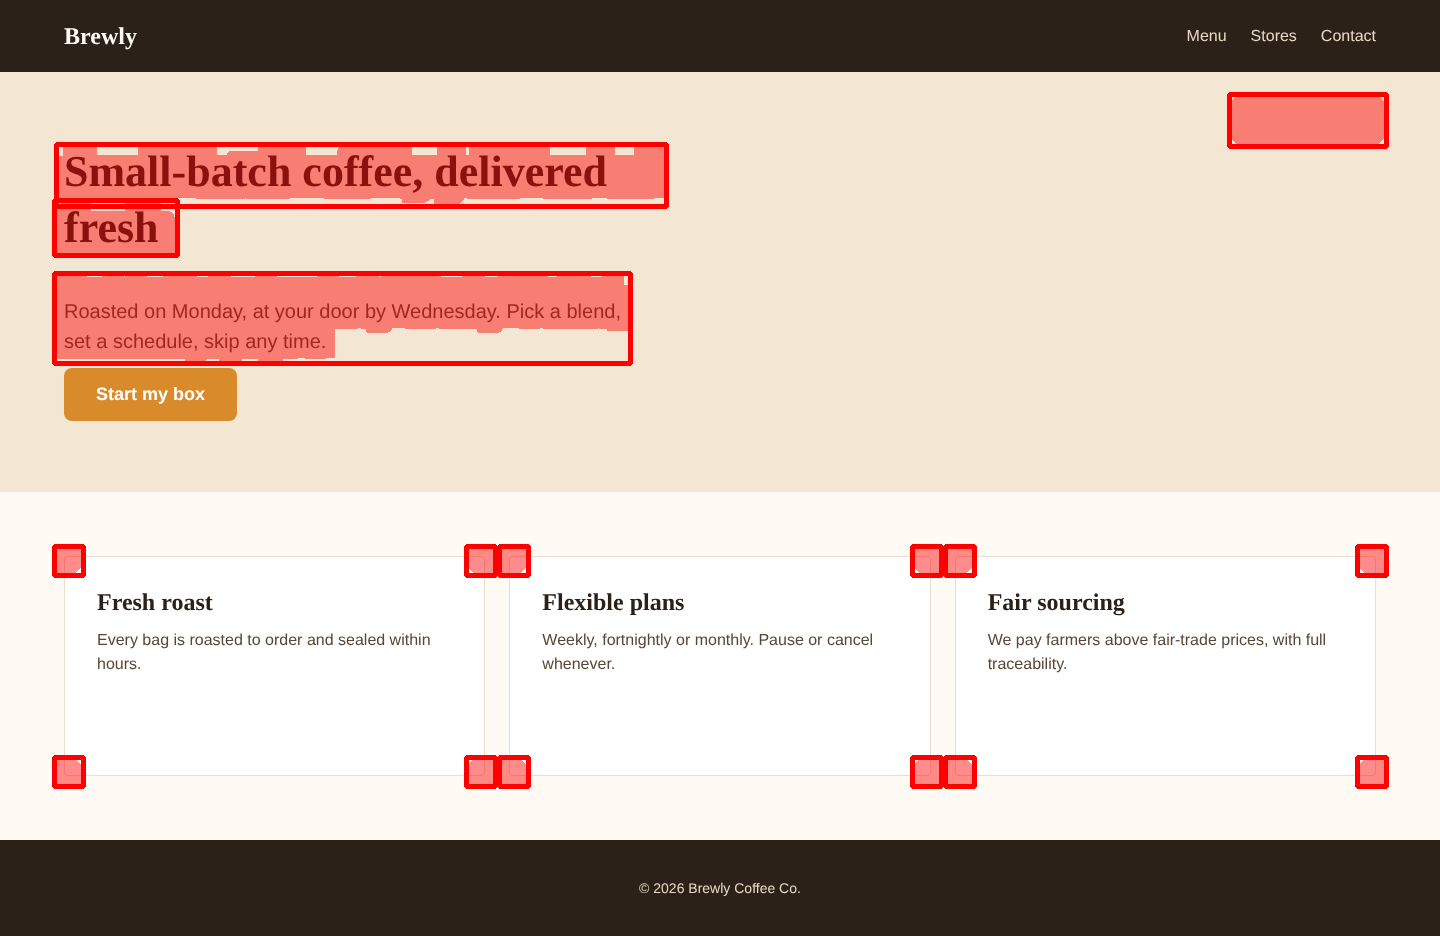 Brewly
Menu Stores Contact
Small-batch coffee, delivered
fresh
Roasted on Monday, at your door by Wednesday. Pick a blend,
set a schedule, skip any time.
Start my box
Fresh roast
Every bag is roasted to order and sealed within
hours.
Flexible plans
Weekly, fortnightly or monthly. Pause or cancel
whenever.
Fair sourcing
We pay farmers above fair-trade prices, with full
traceability.
© 2026 Brewly Coffee Co.